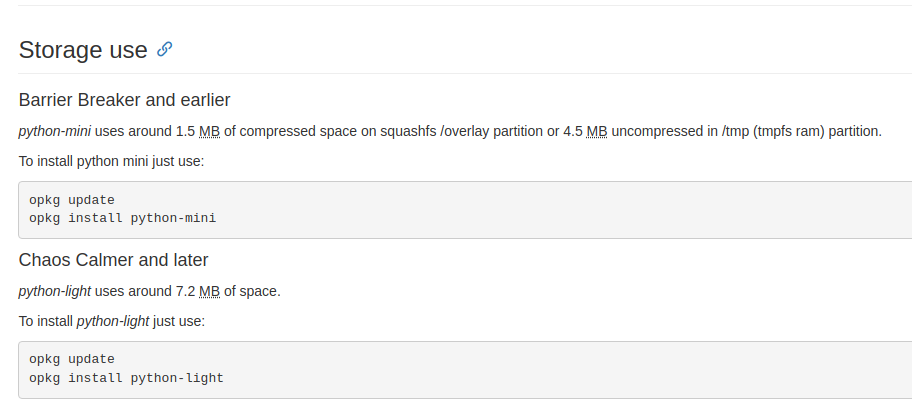 Storage use
Barrier Breaker and earlier
python-mini uses around 1.5 MB of compressed space on squashfs /overlay partition or 4.5 MB uncompressed in /tmp (tmpfs ram) partition.
To install python mini just use:
opkg update
opkg install python-mini
Chaos Calmer and later
python-light uses around 7.2 MB of space.
To install python-light just use:
opkg update
opkg install python-light